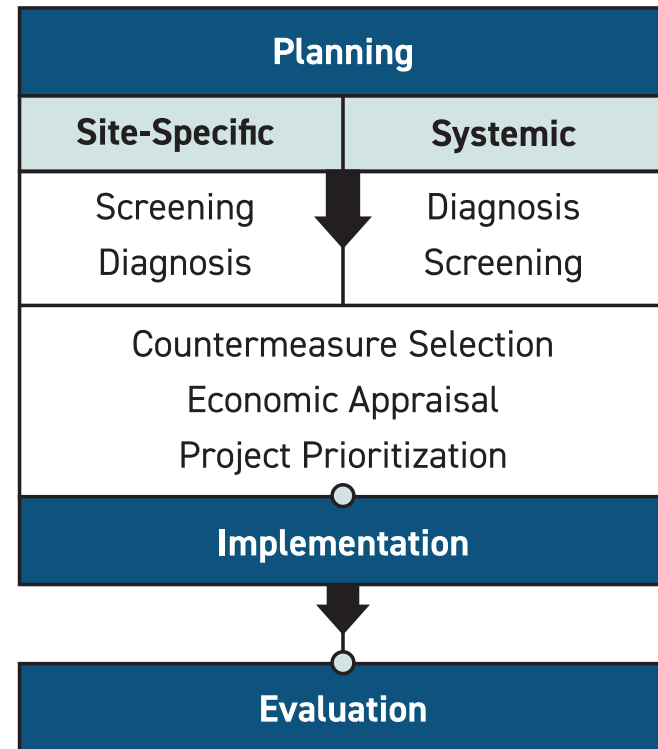 Planning
Site-Specific
Systemic
Screening
Diagnosis
Diagnosis
Screening
Countermeasure Selection
Economic Appraisal
Project Prioritization
Implementation
Evaluation